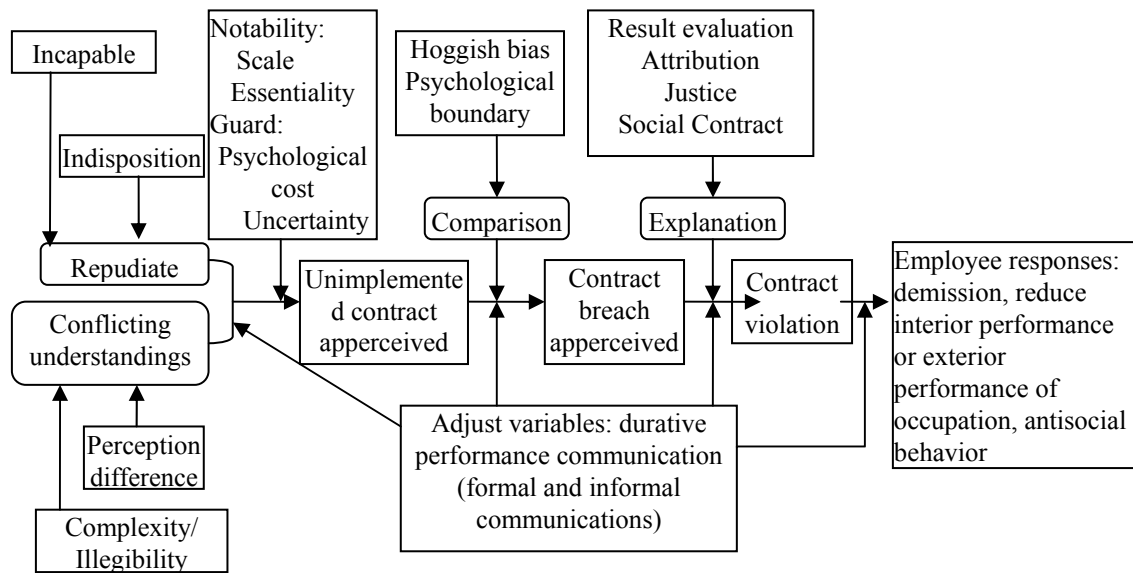 Incapable
Indisposition
Notability:
Scale
Essentiality
Guard:
Psychological
cost
Uncertainty
Hoggish bias
Psychological
boundary
Result evaluation
Attribution
Justice
Social Contract
Comparison
Explanation
Repudiate
Conflicting
understandings
Unimplemente
d contract
apperceived
Contract
breach
apperceived
Contract
violation
Employee responses:
demission, reduce
interior performance
or exterior
performance of
occupation, antisocial
behavior
Perception
difference
Complexity/
Illegibility
Adjust variables: durative
performance communication
(formal and informal
communications)